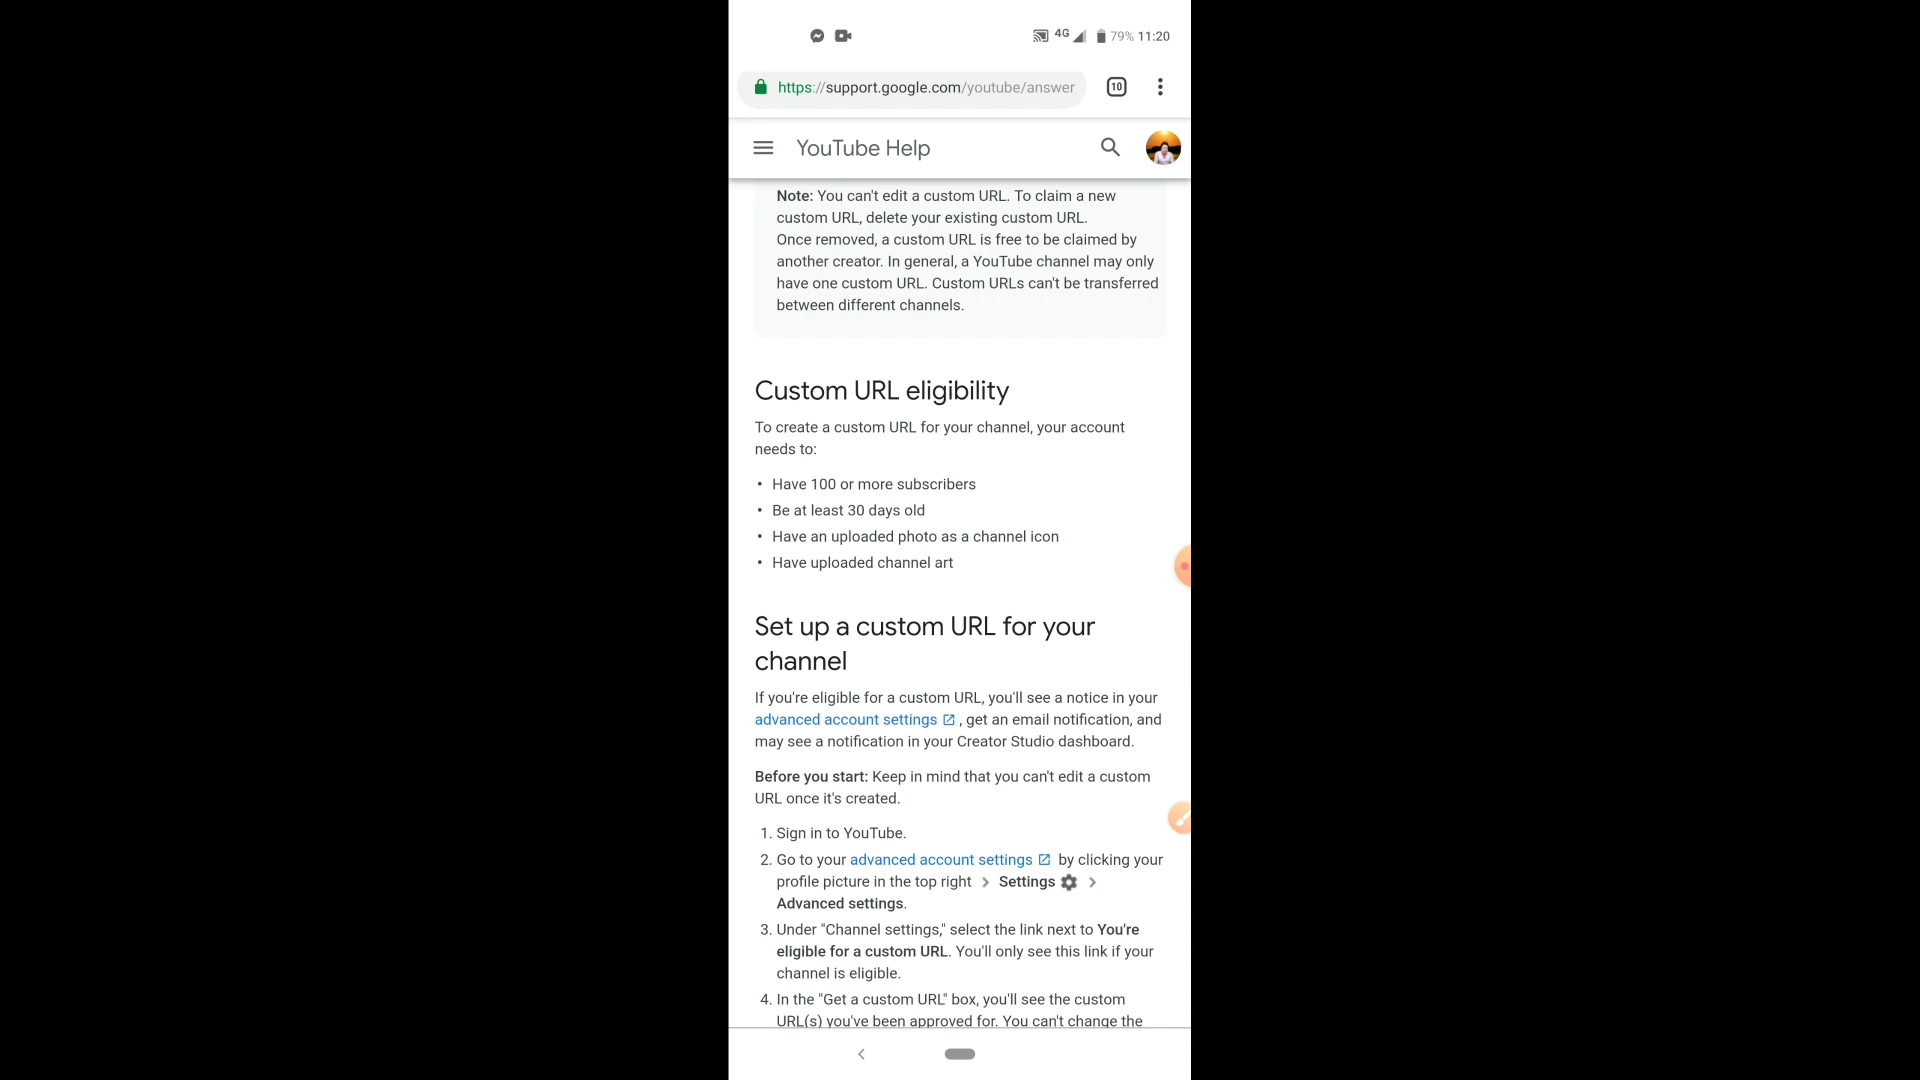 4G 79% 11:20
https://support.google.com/youtube/answer
10
YouTube Help
Note: You can't edit a custom URL. To claim a new
custom URL, delete your existing custom URL.
Once removed, a custom URL is free to be claimed by
another creator. In general, a YouTube channel may only
have one custom URL. Custom URLs can't be transferred
between different channels.
Custom URL eligibility
To create a custom URL for your channel, your account
needs to:
• Have 100 or more subscribers
• Be at least 30 days old
• Have an uploaded photo as a channel icon
• Have uploaded channel art
Set up a custom URL for your
channel
If you're eligible for a custom URL, you'll see a notice in your
advanced account settings , get an email notification, and
may see a notification in your Creator Studio dashboard.
Before you start: Keep in mind that you can't edit a custom
URL once it's created.
1. Sign in to YouTube.
2. Go to your advanced account settings by clicking your
profile picture in the top right > Settings >
Advanced settings.
3. Under "Channel settings," select the link next to You're
eligible for a custom URL. You'll only see this link if your
channel is eligible.
4. In the "Get a custom URL" box, you'll see the custom
URL(s) you've been approved for. You can't change the